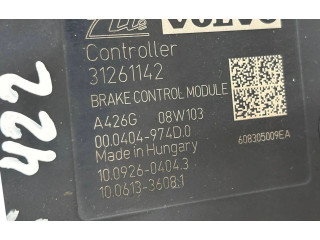 Ate VOLVO
Controller
31261142
BRAKE CONTROL MODULE
A426G 08W103
00.0404-974D.0
Made in Hungary
10.0926-0404.3
10.0613-3608.1
608305009EA
422